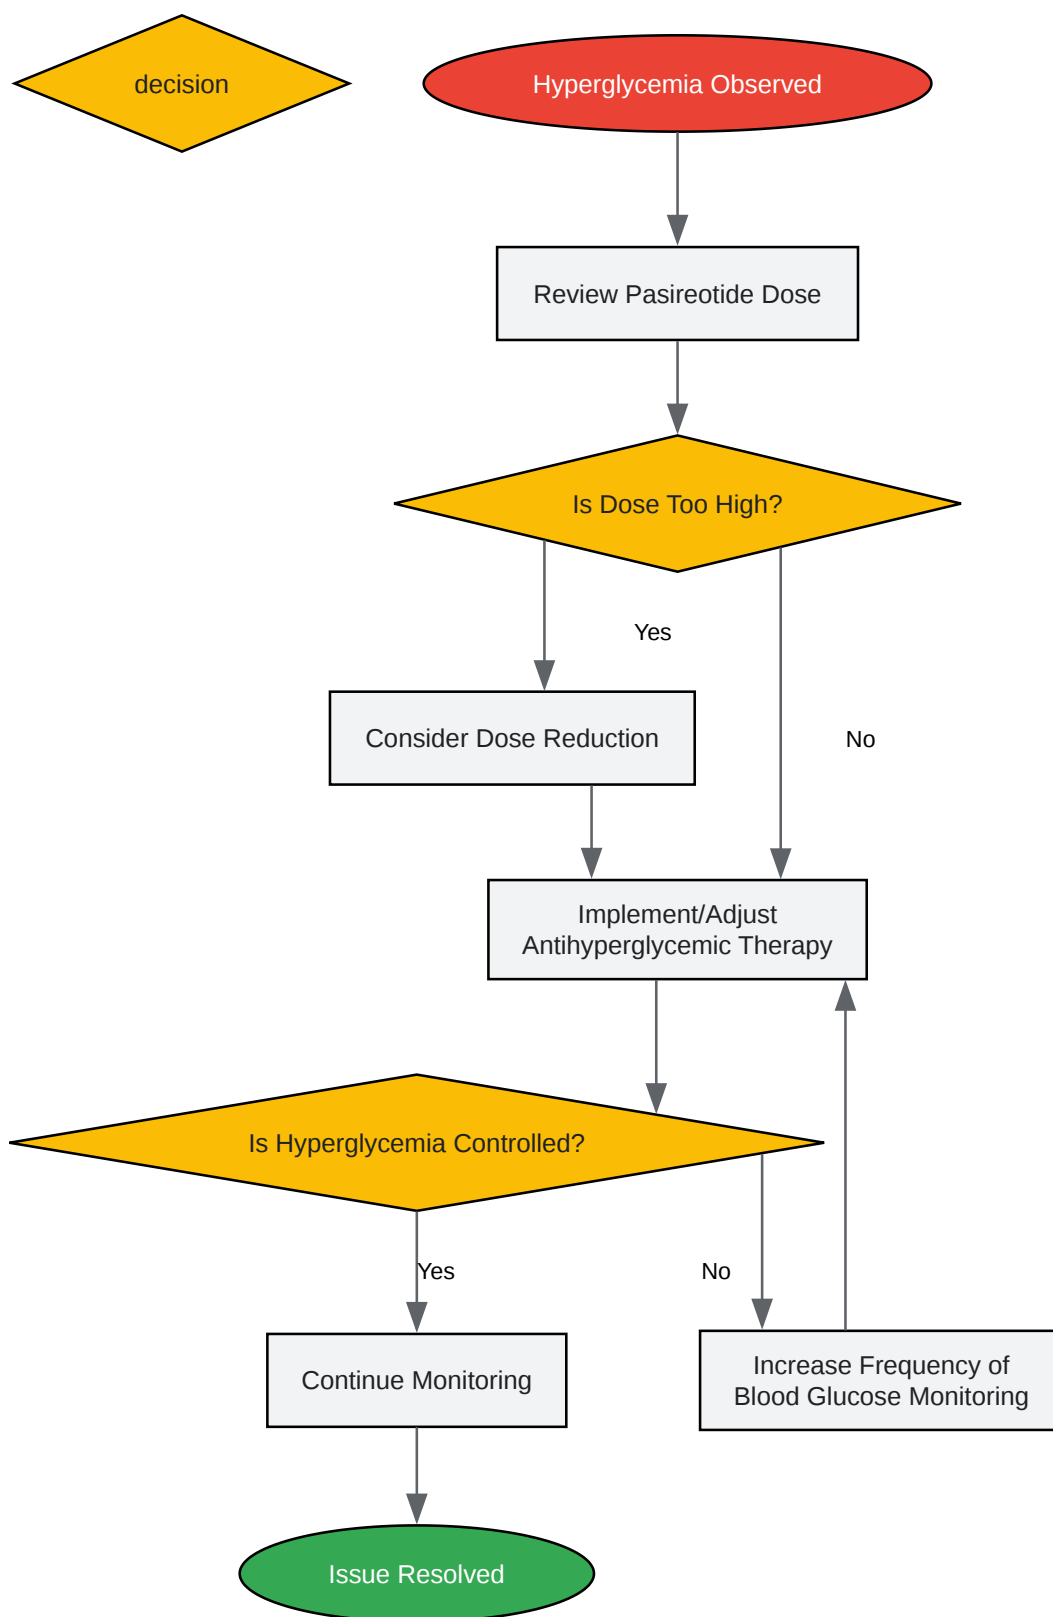 decision
Hyperglycemia Observed
Review Pasireotide Dose
Is Dose Too High?
Yes
Consider Dose Reduction
No
Implement/Adjust
Antihyperglycemic Therapy
Is Hyperglycemia Controlled?
Yes
No
Continue Monitoring
Increase Frequency of
Blood Glucose Monitoring
Issue Resolved